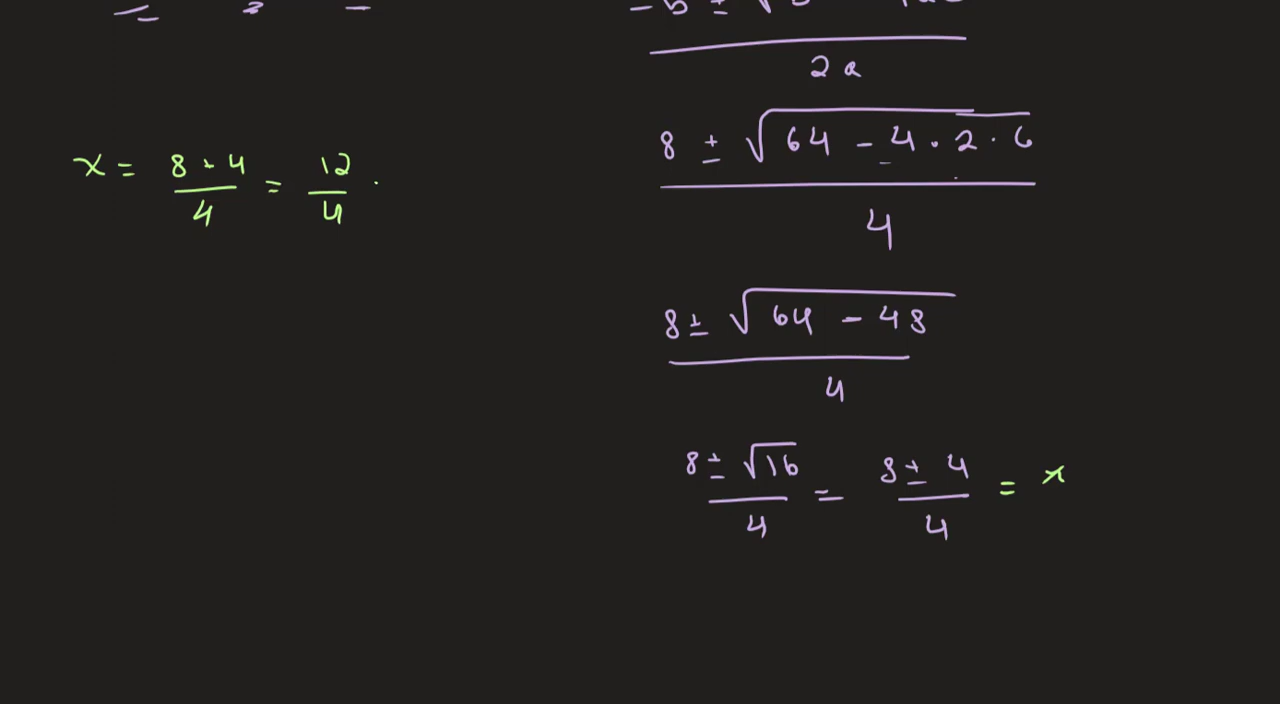 2a
8 ± √64 - 4 · 2 · 6
4
x = 8 + 4 / 4 = 12 / 4
8 ± √64 - 48
4
8 ± √16 / 4 = 8 ± 4 / 4 = x